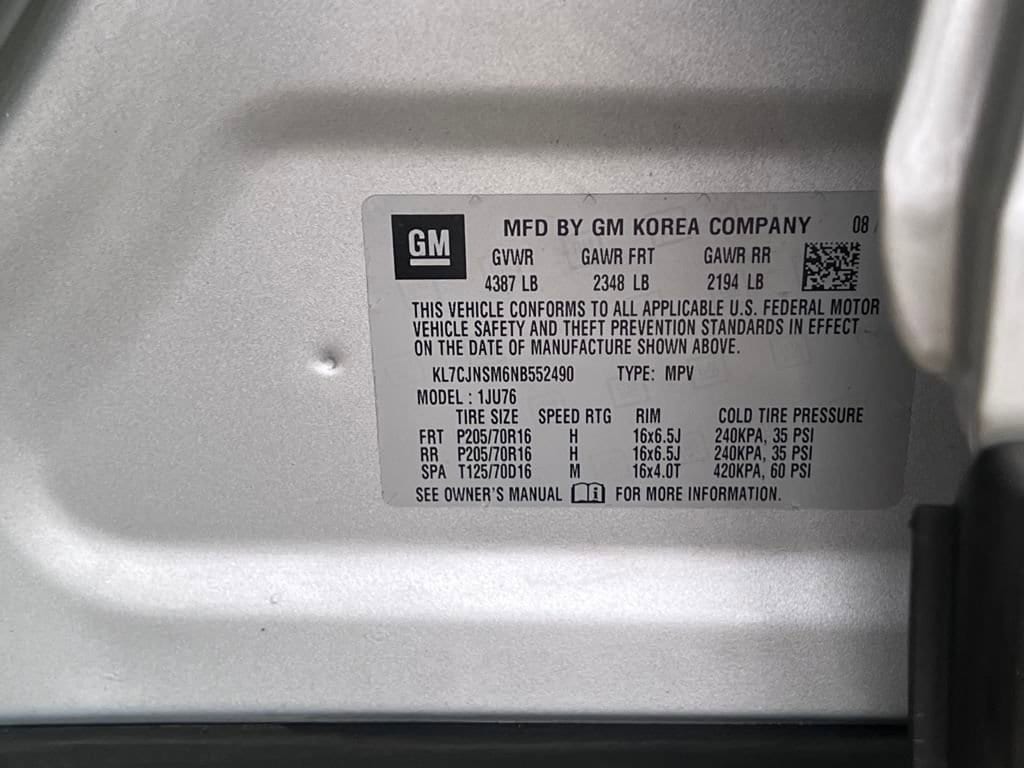 GM
MFD BY GM KOREA COMPANY 08 /
GVWR GAWR FRT GAWR RR
4387 LB 2348 LB 2194 LB
THIS VEHICLE CONFORMS TO ALL APPLICABLE U.S. FEDERAL MOTOR
VEHICLE SAFETY AND THEFT PREVENTION STANDARDS IN EFFECT
ON THE DATE OF MANUFACTURE SHOWN ABOVE.
KL7CJNSM6NB552490 TYPE: MPV
MODEL : 1JU76
TIRE SIZE SPEED RTG RIM COLD TIRE PRESSURE
FRT P205/70R16 H 16x6.5J 240KPA, 35 PSI
RR P205/70R16 H 16x6.5J 240KPA, 35 PSI
SPA T125/70D16 M 16x4.0T 420KPA, 60 PSI
SEE OWNER'S MANUAL i FOR MORE INFORMATION.